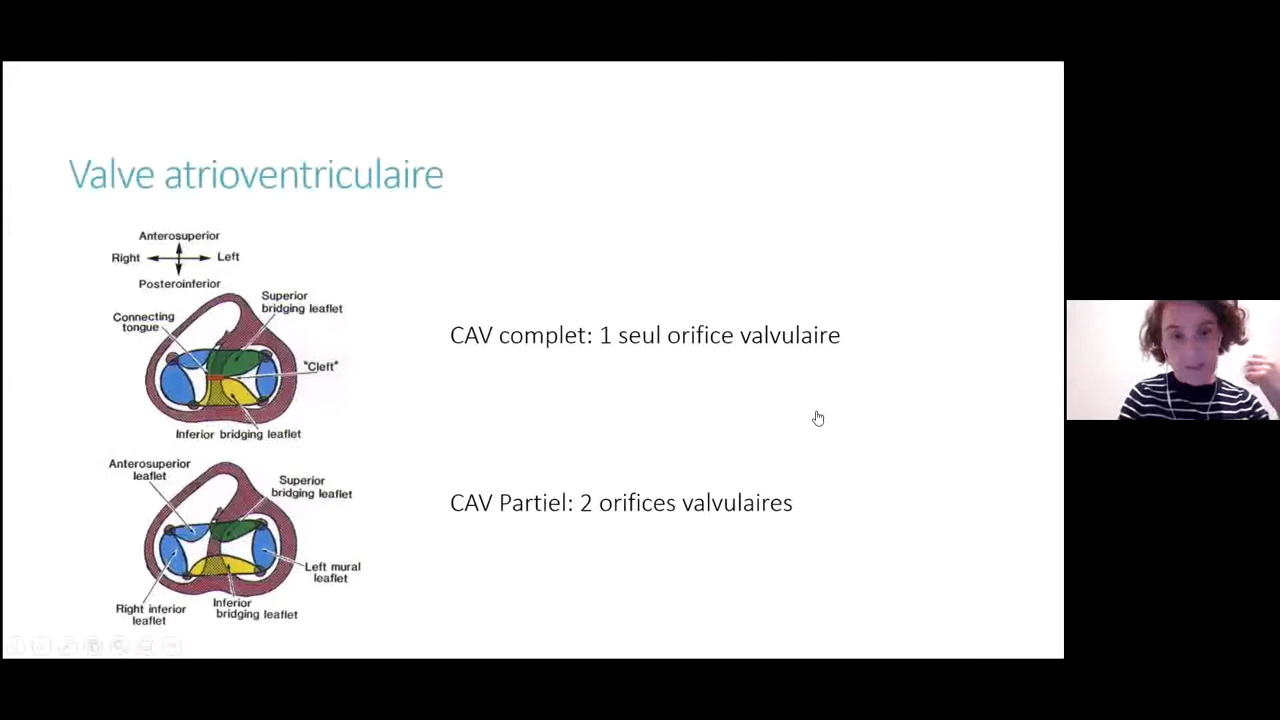 Valve atrioventriculaire
Anterosuperior
Right
Left
Posteroinferior
Superior
bridging leaflet
Connecting
tongue
"Cleft"
Inferior bridging leaflet
CAV complet: 1 seul orifice valvulaire
Anterosuperior
leaflet
Superior
bridging leaflet
Left mural
leaflet
Right inferior
leaflet
Inferior
bridging leaflet
CAV Partiel: 2 orifices valvulaires